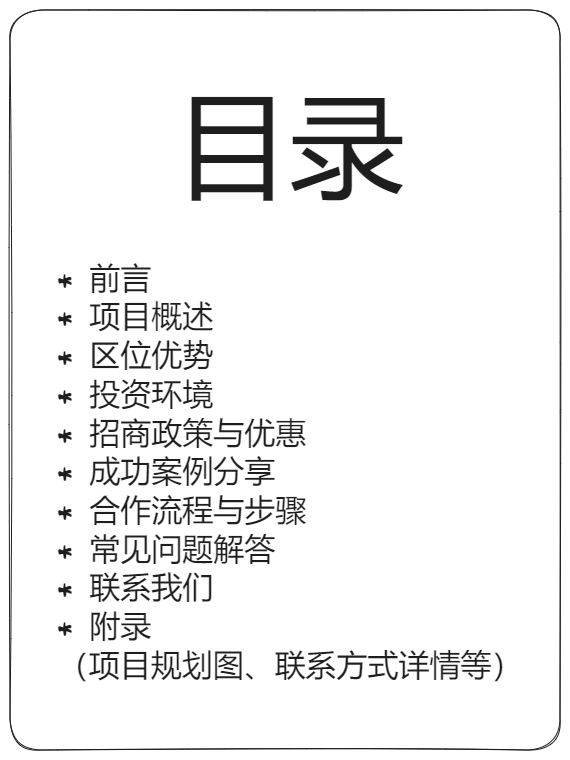 目录
* 前言
* 项目概述
* 区位优势
* 投资环境
* 招商政策与优惠
* 成功案例分享
* 合作流程与步骤
* 常见问题解答
* 联系我们
* 附录
（项目规划图、联系方式详情等）